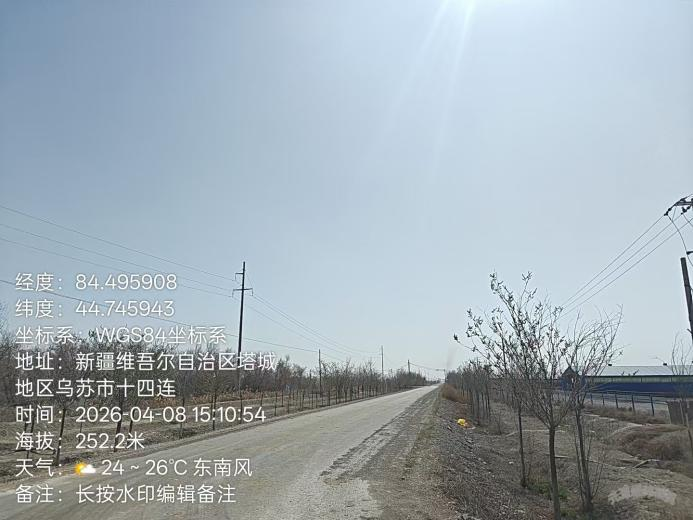 经度：84.495908
纬度：44.745943
坐标系：WGS84坐标系
地址：新疆维吾尔自治区塔城
地区乌苏市十四连
时间：2026-04-08 15:10:54
海拔：252.2米
天气：24 ~ 26℃ 东南风
备注：长按水印编辑备注